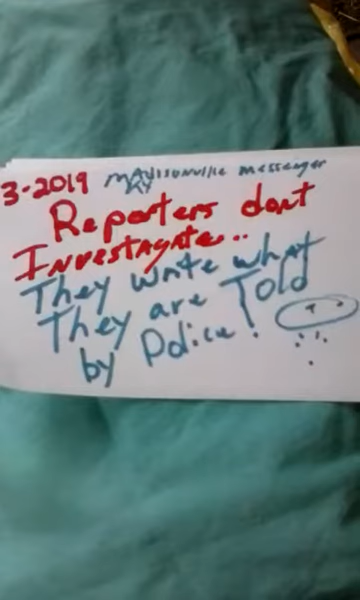 3-2019 MAdisonville messenger
KY
Reporters dont
Investagate..
They write what
They are Told
by Police!